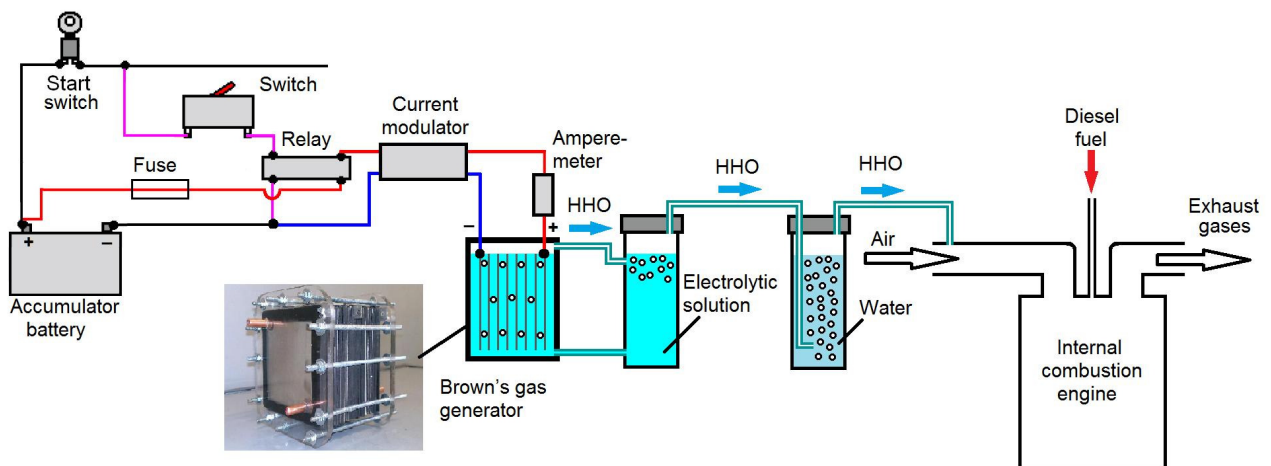 Start
switch
Switch
Relay
Fuse
Current
modulator
Ampere-
meter
HHO
HHO
HHO
Diesel
fuel
Exhaust
gases
Air
+
−
Accumulator
battery
−
+
Electrolytic
solution
Water
Brown's gas
generator
Internal
combustion
engine